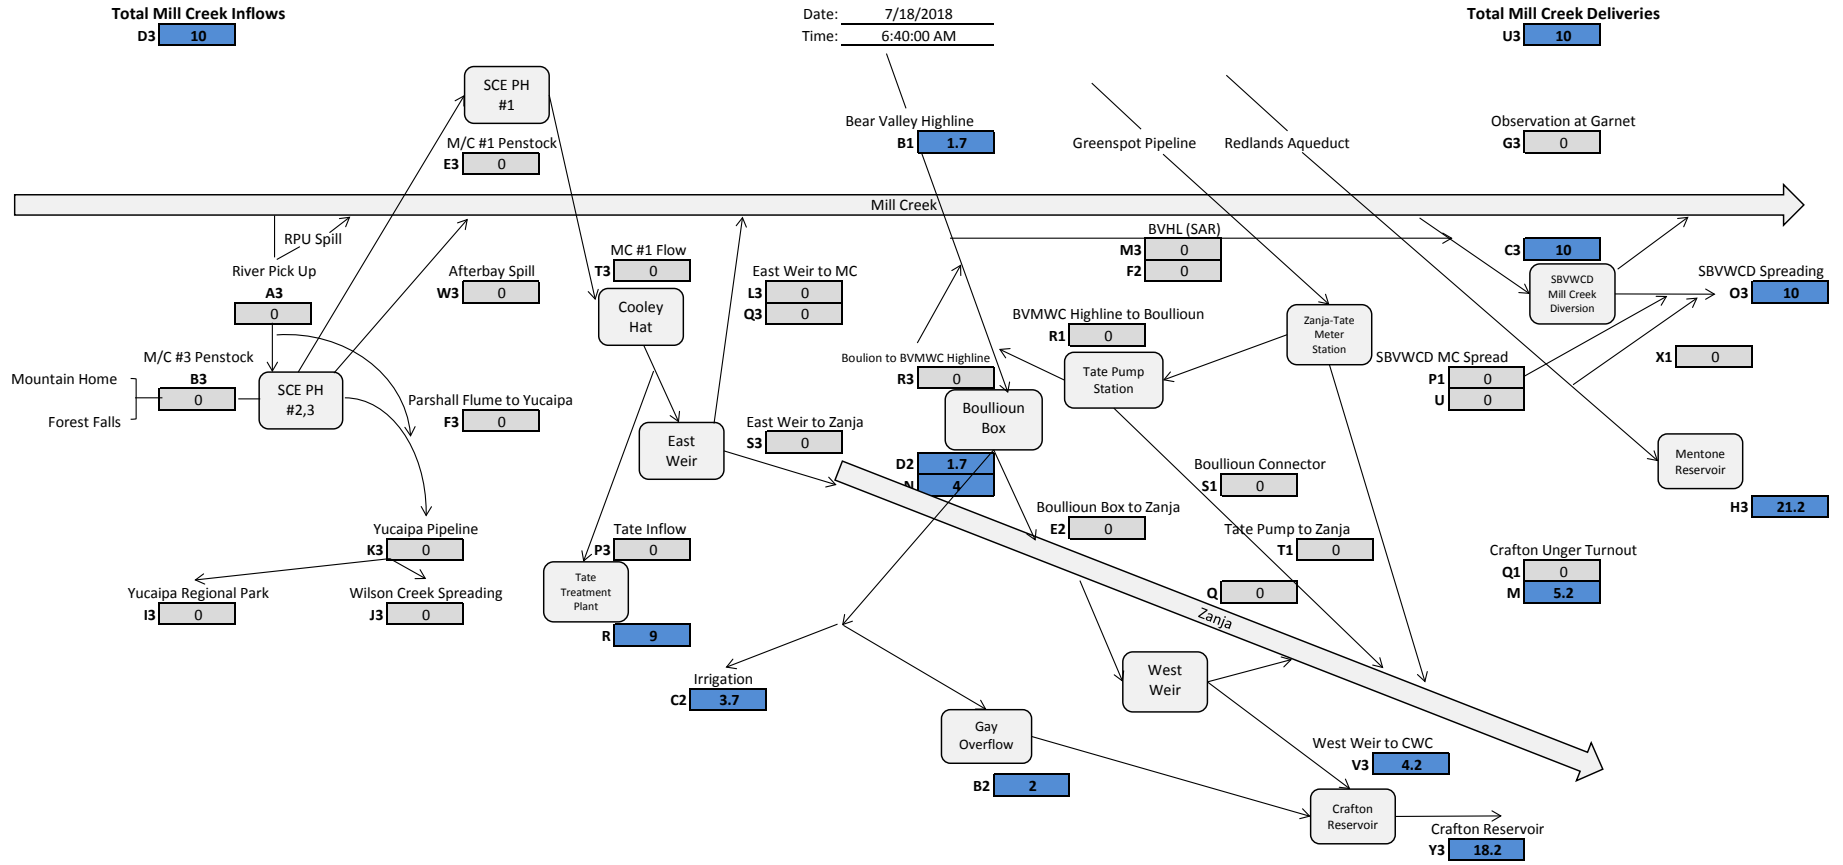 Total Mill Creek Inflows
D3 10
Date: 7/18/2018
Time: 6:40:00 AM
Total Mill Creek Deliveries
U3 10
SCE PH
#1
M/C #1 Penstock
E3 0
Bear Valley Highline
B1 1.7
Greenspot Pipeline
Redlands Aqueduct
Observation at Garnet
G3 0
Mill Creek
RPU Spill
River Pick Up
A3
0
Afterbay Spill
W3 0
MC #1 Flow
T3 0
Cooley
Hat
East Weir to MC
L3 0
Q3 0
BVHL (SAR)
M3 0
F2 0
C3 10
SBVWCD
Mill Creek
Diversion
SBVWCD Spreading
O3 10
BVMWC Highline to Boullioun
R1 0
Zanja-Tate
Meter
Station
Boulion to BVMWC Highline
R3 0
Tate Pump
Station
SBVWCD MC Spread
P1 0
U 0
X1 0
M/C #3 Penstock
B3
0
Mountain Home
Forest Falls
SCE PH
#2,3
Parshall Flume to Yucaipa
F3 0
East
Weir
East Weir to Zanja
S3 0
Boullioun
Box
D2 1.7
N 4
Boullioun Connector
S1 0
Mentone
Reservoir
H3 21.2
Boullioun Box to Zanja
E2 0
Tate Pump to Zanja
T1 0
Yucaipa Pipeline
K3 0
Tate Inflow
P3 0
Tate
Treatment
Plant
R 9
Crafton Unger Turnout
Q1 0
M 5.2
Yucaipa Regional Park
I3 0
Wilson Creek Spreading
J3 0
Q 0
Zanja
Irrigation
C2 3.7
West
Weir
Gay
Overflow
B2 2
West Weir to CWC
V3 4.2
Crafton
Reservoir
Crafton Reservoir
Y3 18.2